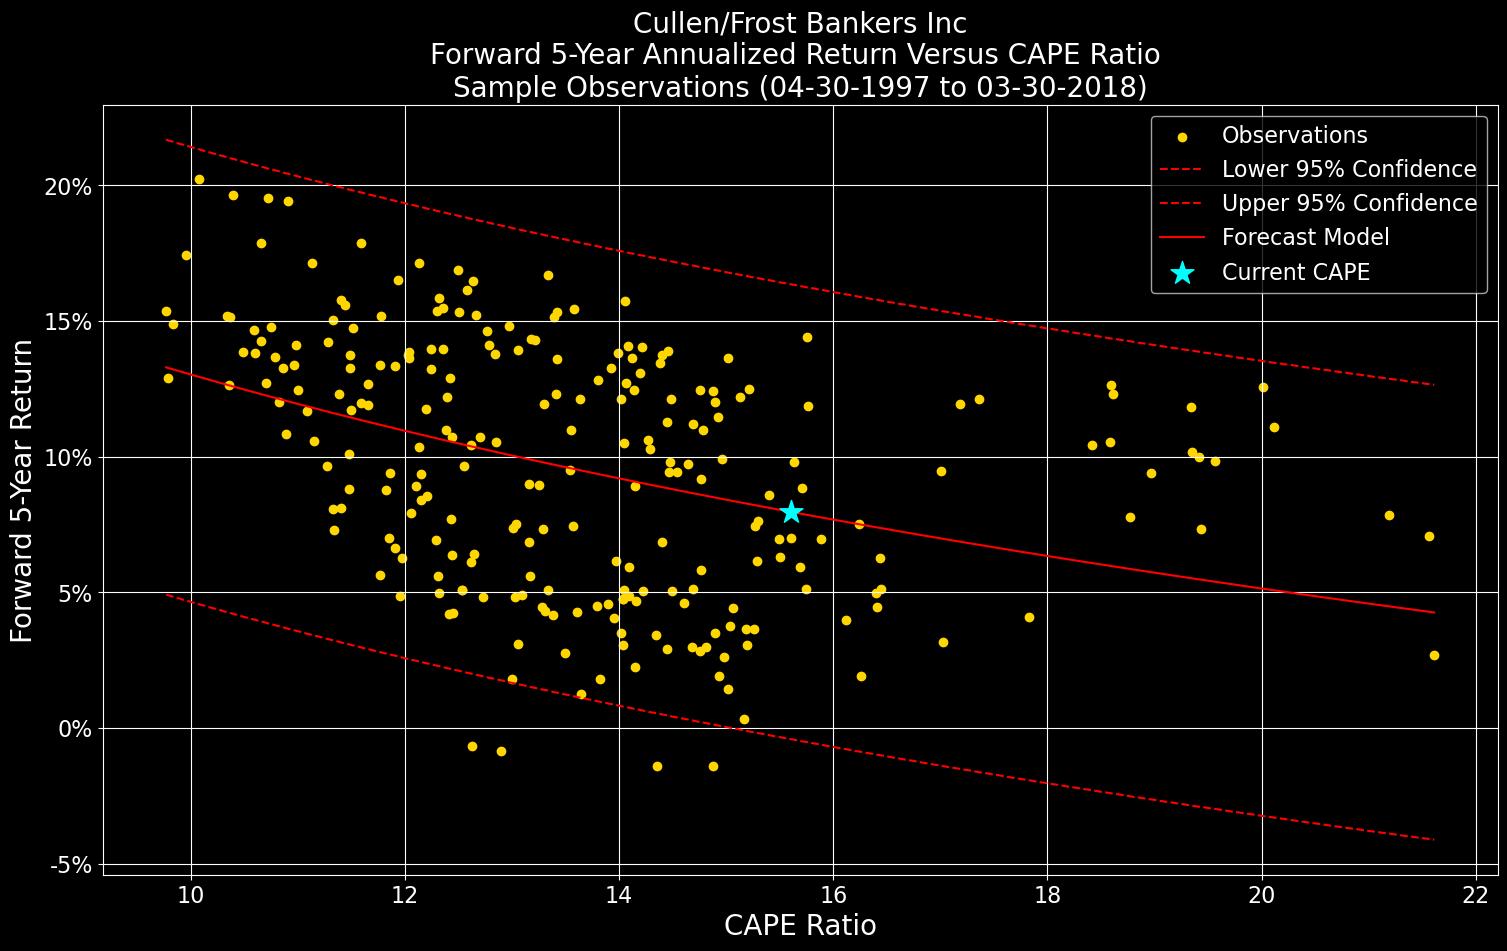 Cullen/Frost Bankers Inc
Forward 5-Year Annualized Return Versus CAPE Ratio
Sample Observations (04-30-1997 to 03-30-2018)
Observations
Lower 95% Confidence
Upper 95% Confidence
Forecast Model
Current CAPE
Forward 5-Year Return
20%
15%
10%
5%
0%
-5%
10 12 14 16 18 20 22
CAPE Ratio